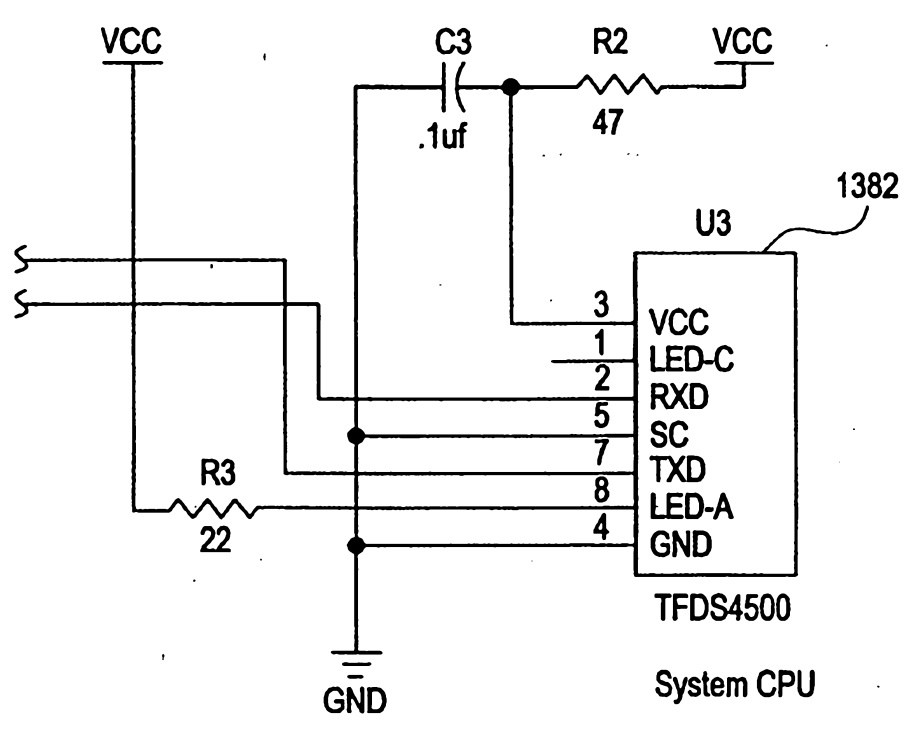 VCC
C3
R2
VCC
.1uf
47
1382
U3
3
VCC
1
LED-C
2
RXD
5
SC
7
TXD
R3
8
LED-A
22
4
GND
TFDS4500
GND
System CPU